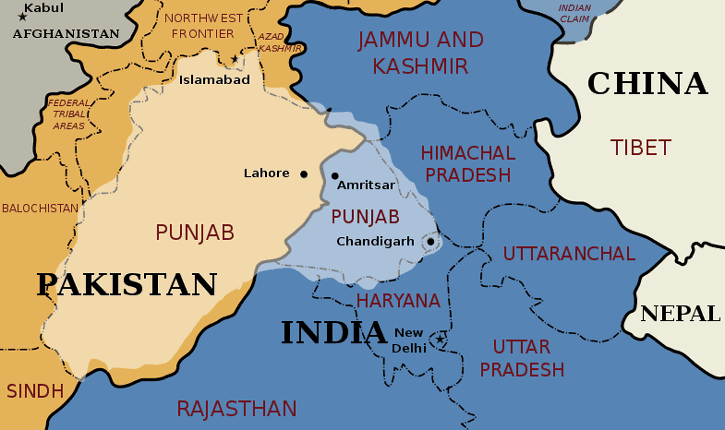 Kabul
AFGHANISTAN
NORTHWEST
FRONTIER
AZAD
KASHMIR
INDIAN
CLAIM
JAMMU AND
KASHMIR
Islamabad
CHINA
FEDERAL
TRIBAL
AREAS
TIBET
HIMACHAL
PRADESH
Lahore
Amritsar
BALOCHISTAN
PUNJAB
PUNJAB
Chandigarh
UTTARANCHAL
PAKISTAN
HARYANA
NEPAL
INDIA
New
Delhi
UTTAR
PRADESH
SINDH
RAJASTHAN